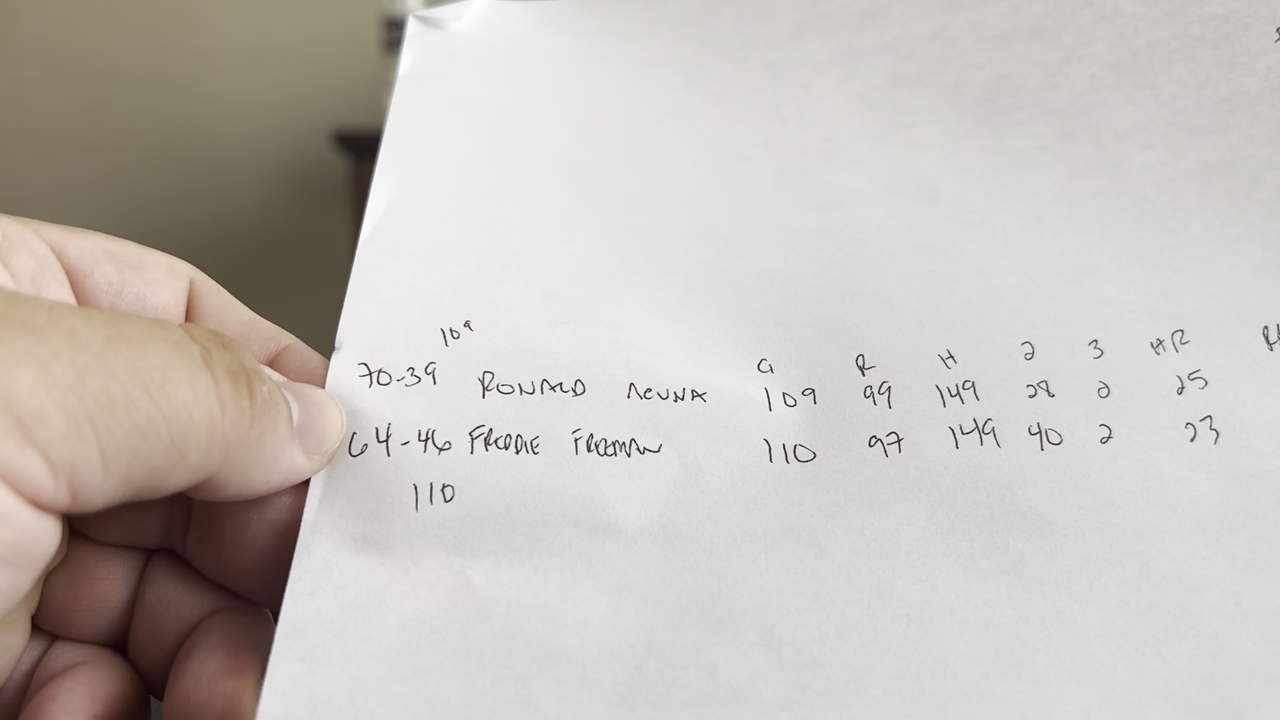 109
G R H 2 3 HR
70-39 RONALD ACUNA 109 99 149 28 2 25
64-46 FREDDIE FREEMAN 110 97 149 40 2 23
110